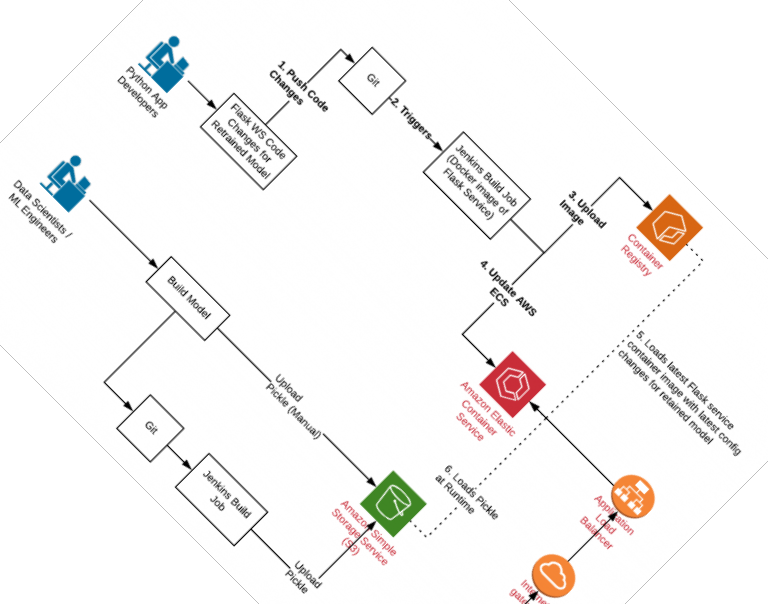 Python App
Developers
Flask WS Code
Changes for
Retrained Model
1. Push Code
Changes
Git
2. Triggers
Jenkins Build Job
(Docker image of
Flask Service)
3. Upload
Image
Container
Registry
4. Update AWS
ECS
Amazon Elastic
Container
Service
5. Loads latest Flask service
container image with latest config
changes for retained model
Data Scientists /
ML Engineers
Build Model
Upload
Pickle (Manual)
Git
Jenkins Build
Job
Upload
Pickle
Amazon Simple
Storage Service
(S3)
6. Loads Pickle
at Runtime
Application
Load
Balancer